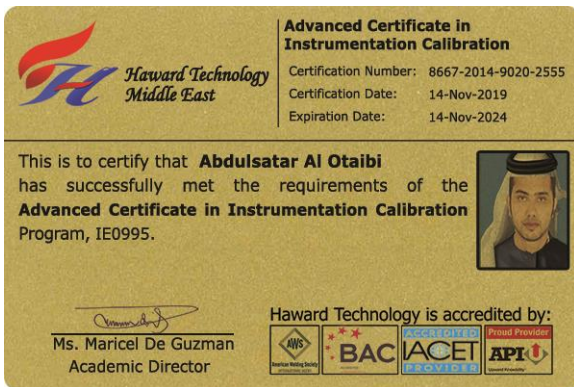 Haward Technology
Middle East
Advanced Certificate in
Instrumentation Calibration
Certification Number: 8667-2014-9020-2555
Certification Date: 14-Nov-2019
Expiration Date: 14-Nov-2024
This is to certify that Abdulsatar Al Otaibi
has successfully met the requirements of the
Advanced Certificate in Instrumentation Calibration
Program, IE0995.
Ms. Maricel De Guzman
Academic Director
Haward Technology is accredited by:
AWS
American Welding Society
BAC
ACCREDITED
IACET
PROVIDER
Proud Provider
API